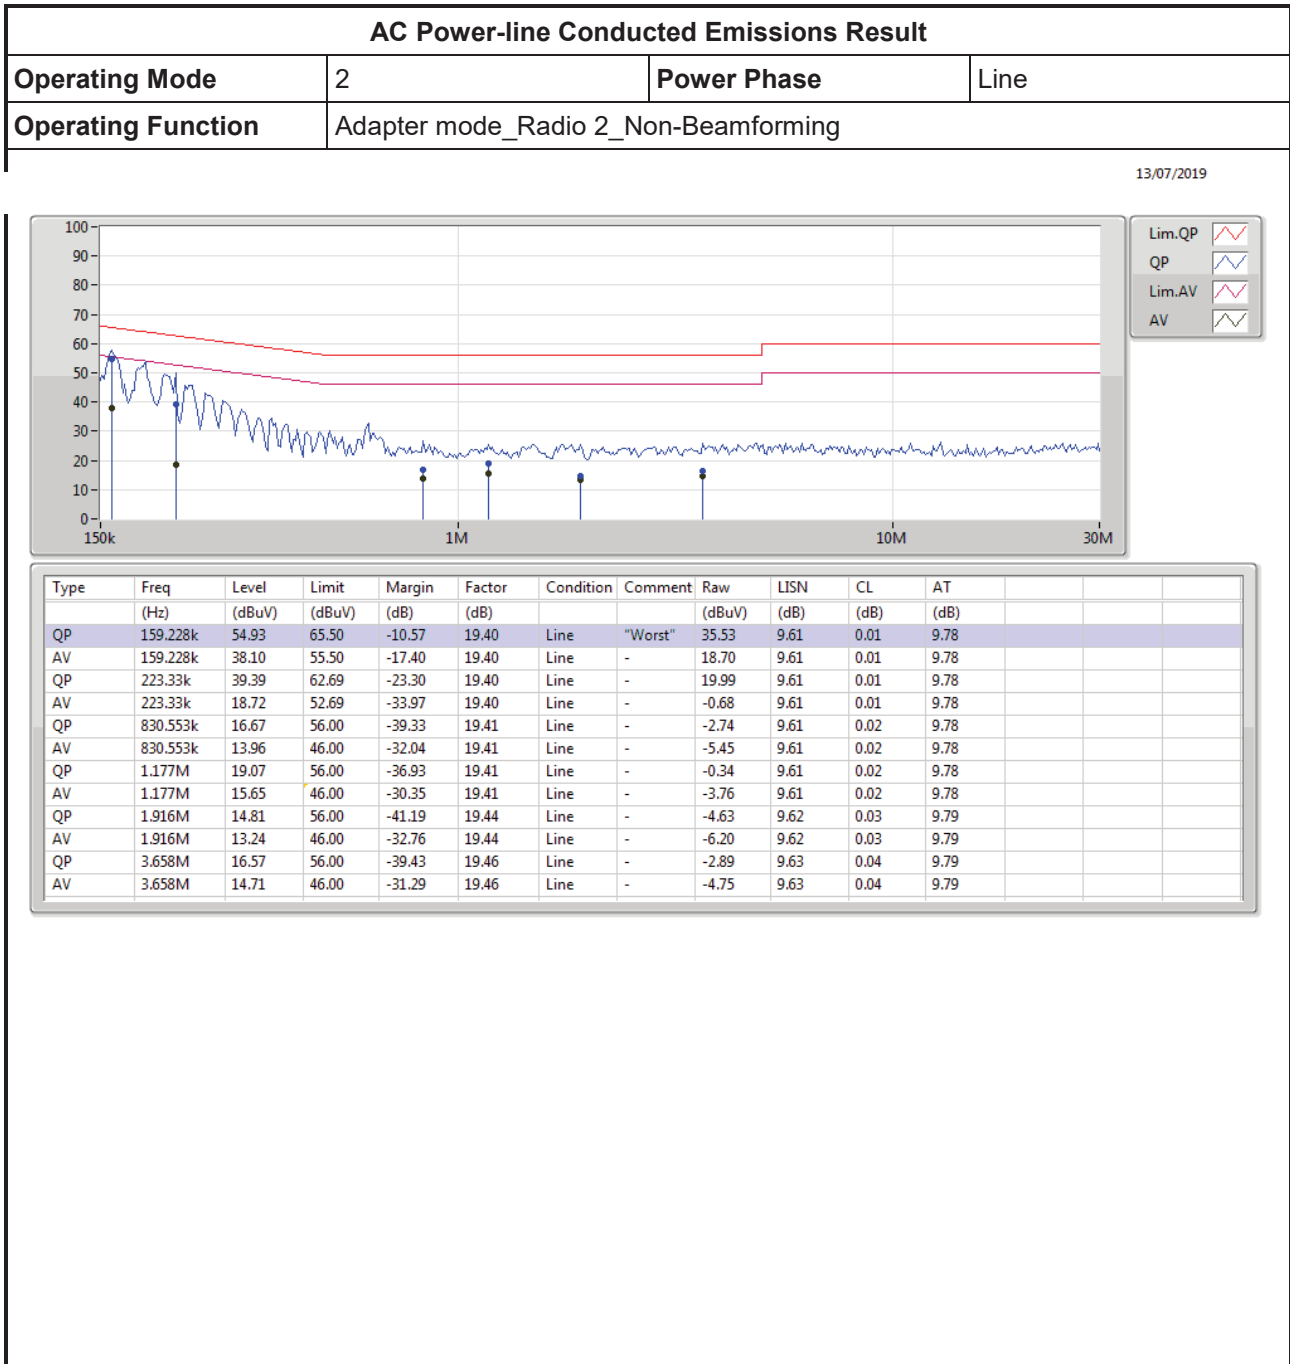 AC Power-line Conducted Emissions Result
Operating Mode 2 Power Phase Line
Operating Function Adapter mode_Radio 2_Non-Beamforming
13/07/2019
100
90
80
70
60
50
40
30
20
10
0
150k 1M 10M 30M
Lim.QP
QP
Lim.AV
AV
Type Freq Level Limit Margin Factor Condition Comment Raw LISN CL AT
(Hz) (dBuV) (dBuV) (dB) (dB) (dBuV) (dB) (dB) (dB)
QP 159.228k 54.93 65.50 -10.57 19.40 Line "Worst" 35.53 9.61 0.01 9.78
AV 159.228k 38.10 55.50 -17.40 19.40 Line - 18.70 9.61 0.01 9.78
QP 223.33k 39.39 62.69 -23.30 19.40 Line - 19.99 9.61 0.01 9.78
AV 223.33k 18.72 52.69 -33.97 19.40 Line - -0.68 9.61 0.01 9.78
QP 830.553k 16.67 56.00 -39.33 19.41 Line - -2.74 9.61 0.02 9.78
AV 830.553k 13.96 46.00 -32.04 19.41 Line - -5.45 9.61 0.02 9.78
QP 1.177M 19.07 56.00 -36.93 19.41 Line - -0.34 9.61 0.02 9.78
AV 1.177M 15.65 46.00 -30.35 19.41 Line - -3.76 9.61 0.02 9.78
QP 1.916M 14.81 56.00 -41.19 19.44 Line - -4.63 9.62 0.03 9.79
AV 1.916M 13.24 46.00 -32.76 19.44 Line - -6.20 9.62 0.03 9.79
QP 3.658M 16.57 56.00 -39.43 19.46 Line - -2.89 9.63 0.04 9.79
AV 3.658M 14.71 46.00 -31.29 19.46 Line - -4.75 9.63 0.04 9.79